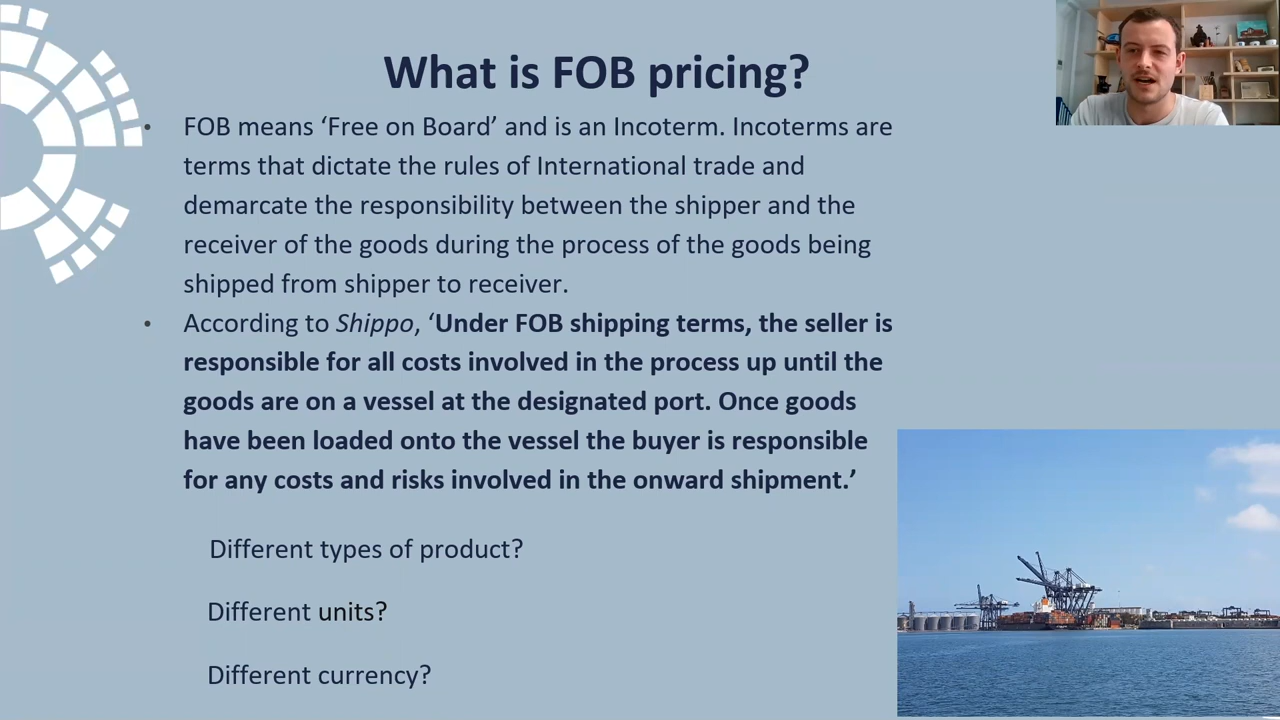 What is FOB pricing?
• FOB means ‘Free on Board’ and is an Incoterm. Incoterms are
terms that dictate the rules of International trade and
demarcate the responsibility between the shipper and the
receiver of the goods during the process of the goods being
shipped from shipper to receiver.
• According to Shippo, ‘Under FOB shipping terms, the seller is
responsible for all costs involved in the process up until the
goods are on a vessel at the designated port. Once goods
have been loaded onto the vessel the buyer is responsible
for any costs and risks involved in the onward shipment.’
Different types of product?
Different units?
Different currency?